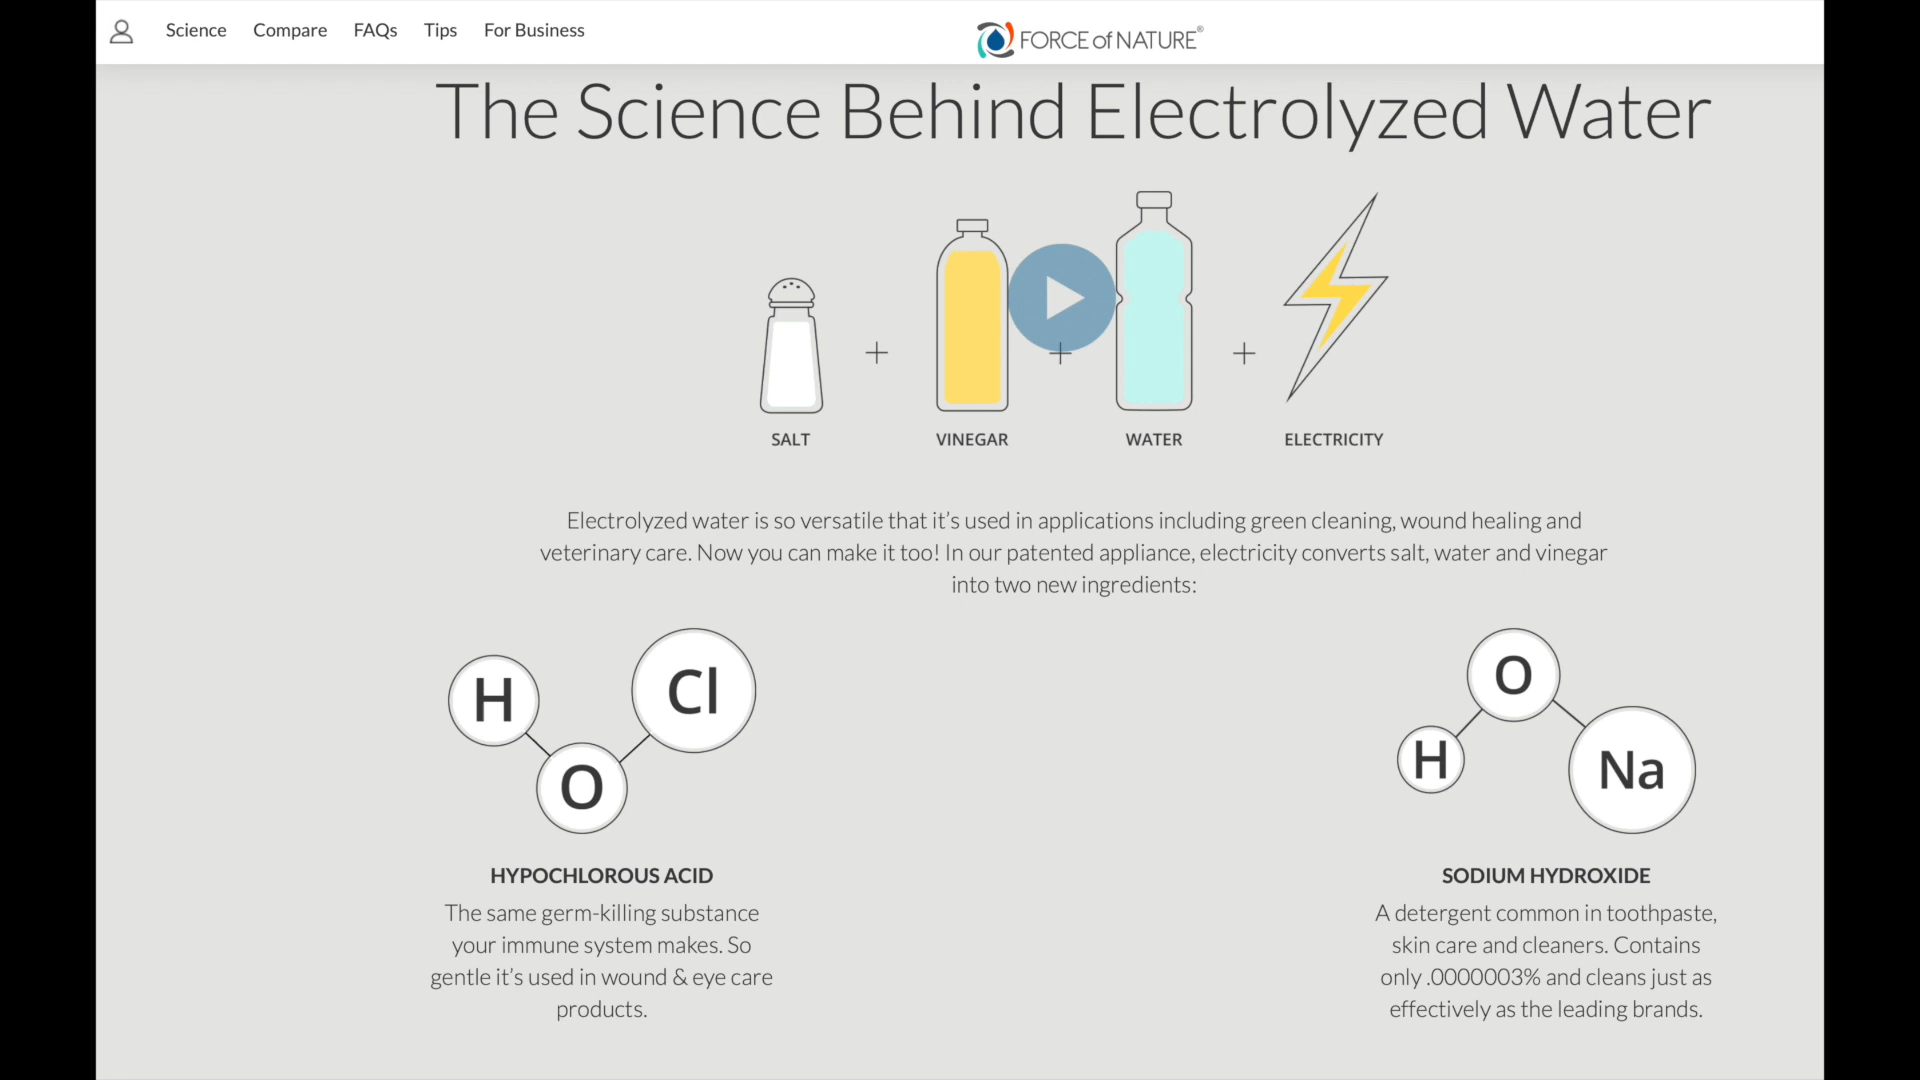 Science Compare FAQs Tips For Business
FORCE of NATURE®
The Science Behind Electrolyzed Water
+ + +
SALT VINEGAR WATER ELECTRICITY
Electrolyzed water is so versatile that it's used in applications including green cleaning, wound healing and
veterinary care. Now you can make it too! In our patented appliance, electricity converts salt, water and vinegar
into two new ingredients:
H O Cl
H O Na
HYPOCHLOROUS ACID
The same germ-killing substance
your immune system makes. So
gentle it's used in wound & eye care
products.
SODIUM HYDROXIDE
A detergent common in toothpaste,
skin care and cleaners. Contains
only .0000003% and cleans just as
effectively as the leading brands.